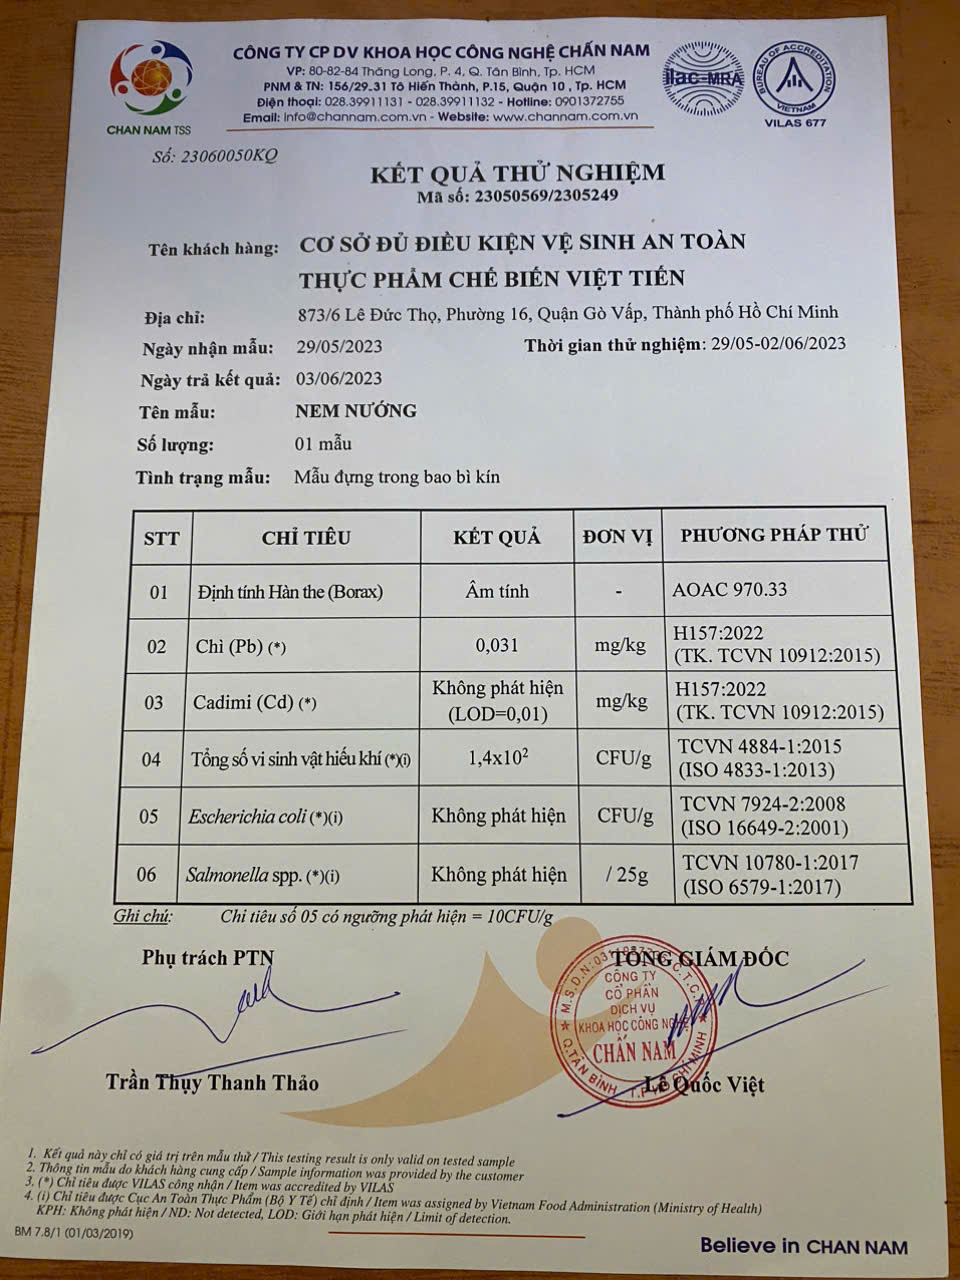 CÔNG TY CP DV KHOA HỌC CÔNG NGHỆ CHẤN NAM
VP: 80-82-84 Thăng Long, P. 4, Q. Tân Bình, Tp. HCM
PNM & TN: 156/29.31 Tô Hiến Thành, P.15, Quận 10 , Tp. HCM
Điện thoại: 028.39911131 - 028.39911132 - Hotline: 0901372755
Email: info@channam.com.vn - Website: www.channam.com.vn
CHAN NAM TSS
ilac-MRA
BUREAU OF ACCREDITATION
VIETNAM
VILAS 677
Số: 23060050KQ
KẾT QUẢ THỬ NGHIỆM
Mã số: 23050569/2305249
Tên khách hàng: CƠ SỞ ĐỦ ĐIỀU KIỆN VỆ SINH AN TOÀN
THỰC PHẨM CHẾ BIẾN VIỆT TIẾN
Địa chỉ: 873/6 Lê Đức Thọ, Phường 16, Quận Gò Vấp, Thành phố Hồ Chí Minh
Ngày nhận mẫu: 29/05/2023 Thời gian thử nghiệm: 29/05-02/06/2023
Ngày trả kết quả: 03/06/2023
Tên mẫu: NEM NƯỚNG
Số lượng: 01 mẫu
Tình trạng mẫu: Mẫu đựng trong bao bì kín
STT CHỈ TIÊU KẾT QUẢ ĐƠN VỊ PHƯƠNG PHÁP THỬ
01 Định tính Hàn the (Borax) Âm tính - AOAC 970.33
02 Chì (Pb) (*) 0,031 mg/kg H157:2022
(TK. TCVN 10912:2015)
03 Cadimi (Cd) (*) Không phát hiện
(LOD=0,01) mg/kg H157:2022
(TK. TCVN 10912:2015)
04 Tổng số vi sinh vật hiếu khí (*)(i) 1,4x10² CFU/g TCVN 4884-1:2015
(ISO 4833-1:2013)
05 Escherichia coli (*)(i) Không phát hiện CFU/g TCVN 7924-2:2008
(ISO 16649-2:2001)
06 Salmonella spp. (*)(i) Không phát hiện / 25g TCVN 10780-1:2017
(ISO 6579-1:2017)
Ghi chú: Chỉ tiêu số 05 có ngưỡng phát hiện = 10CFU/g
Phụ trách PTN TỔNG GIÁM ĐỐC
CÔNG TY
CỔ PHẦN
DỊCH VỤ
KHOA HỌC CÔNG NGHỆ
CHẤN NAM
Q.TÂN BÌNH
Trần Thụy Thanh Thảo Lê Quốc Việt
1. Kết quả này chỉ có giá trị trên mẫu thử / This testing result is only valid on tested sample
2. Thông tin mẫu do khách hàng cung cấp / Sample information was provided by the customer
3. (*) Chỉ tiêu được VILAS công nhận / Item was accredited by VILAS
4. (i) Chỉ tiêu được Cục An Toàn Thực Phẩm (Bộ Y Tế) chỉ định / Item was assigned by Vietnam Food Administration (Ministry of Health)
KPH: Không phát hiện / ND: Not detected, LOD: Giới hạn phát hiện / Limit of detection.
BM 7.8/1 (01/03/2019)
Believe in CHAN NAM